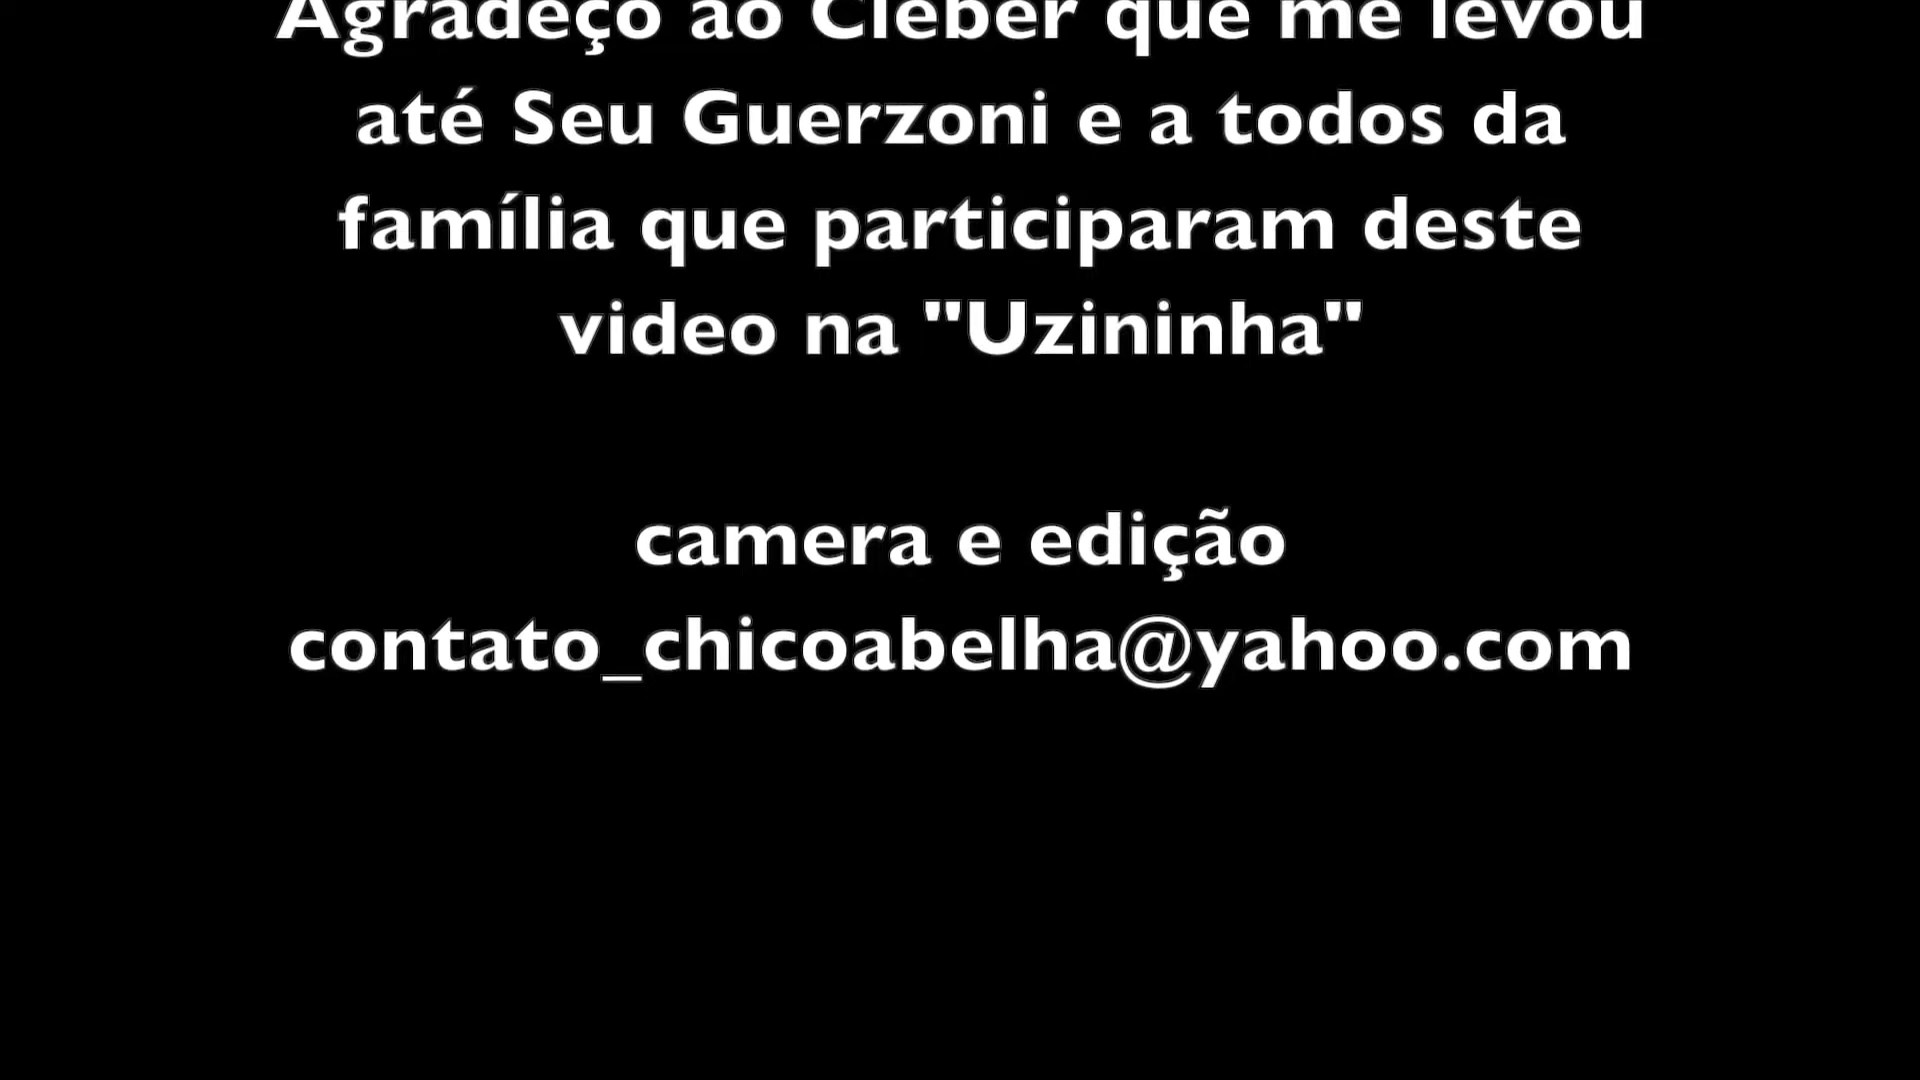 Agradeço ao Cleber que me levou
até Seu Guerzoni e a todos da
família que participaram deste
video na "Uzininha"
camera e edição
contato_chicoabelha@yahoo.com